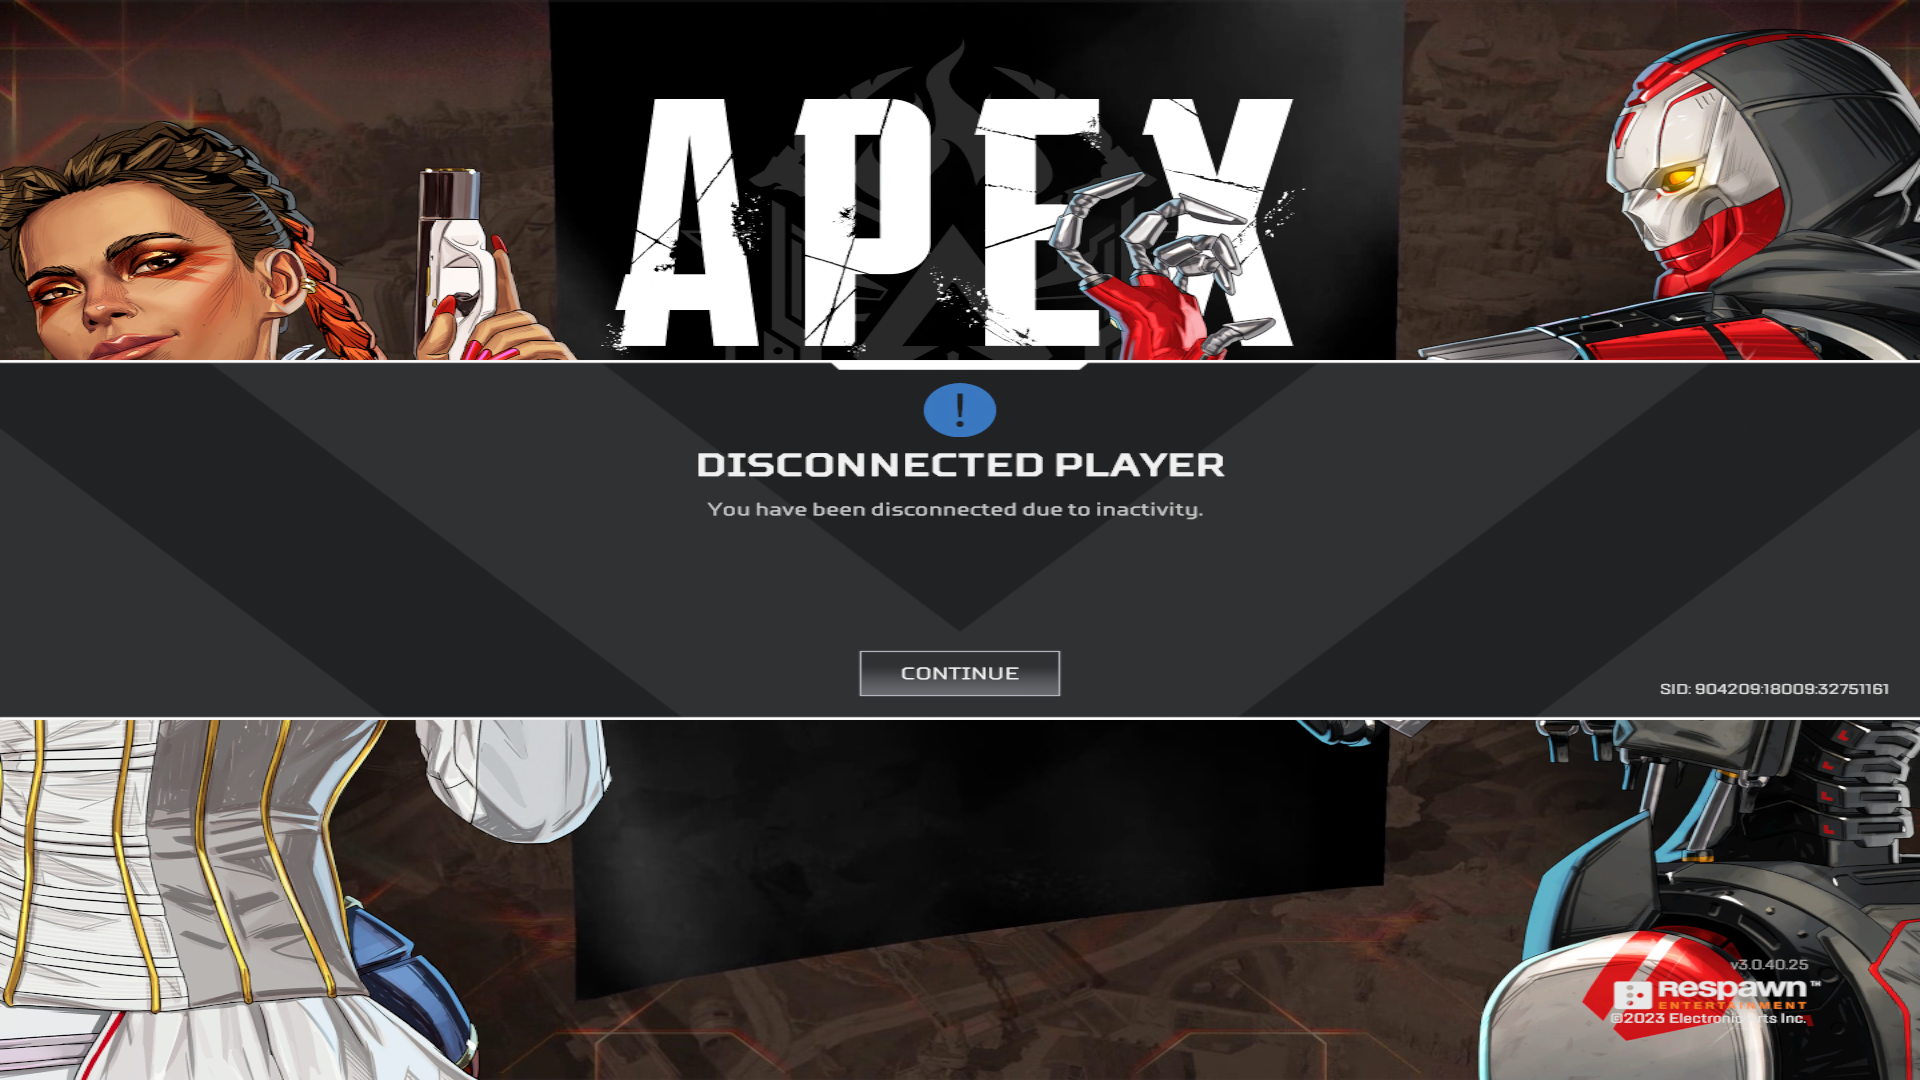 APEX
!
DISCONNECTED PLAYER
You have been disconnected due to inactivity.
CONTINUE
SID: 904209:18009:32751161
v3.0.40.25
Respawn™
ENTERTAINMENT
©2023 Electronic Arts Inc.